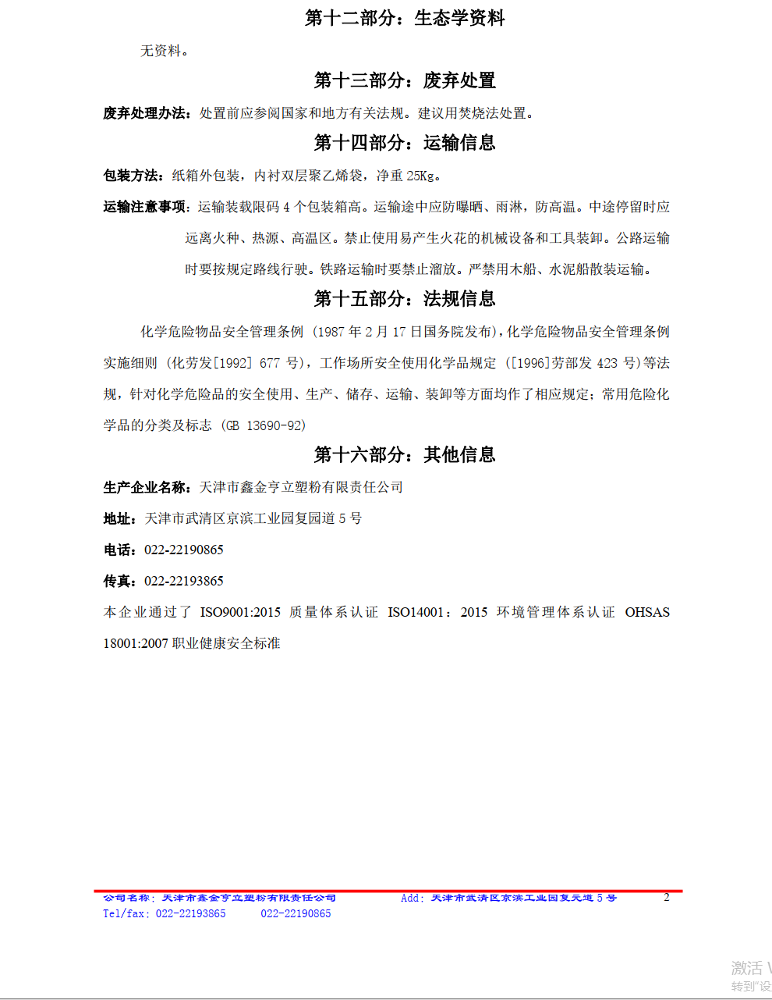 第十二部分：生态学资料
无资料。
第十三部分：废弃处置
废弃处理办法：处置前应参阅国家和地方有关法规。建议用焚烧法处置。
第十四部分：运输信息
包装方法：纸箱外包装，内衬双层聚乙烯袋，净重 25Kg。
运输注意事项：运输装载限码 4 个包装箱高。运输途中应防曝晒、雨淋，防高温。中途停留时应
远离火种、热源、高温区。禁止使用易产生火花的机械设备和工具装卸。公路运输
时要按规定路线行驶。铁路运输时要禁止溜放。严禁用木船、水泥船散装运输。
第十五部分：法规信息
化学危险物品安全管理条例 (1987 年 2 月 17 日国务院发布)，化学危险物品安全管理条例
实施细则 (化劳发[1992] 677 号)，工作场所安全使用化学品规定 ([1996]劳部发 423 号)等法
规，针对化学危险品的安全使用、生产、储存、运输、装卸等方面均作了相应规定；常用危险化
学品的分类及标志 (GB 13690-92)
第十六部分：其他信息
生产企业名称：天津市鑫金亨立塑粉有限责任公司
地址：天津市武清区京滨工业园复园道 5 号
电话：022-22190865
传真：022-22193865
本企业通过了 ISO9001:2015 质量体系认证 ISO14001：2015 环境管理体系认证 OHSAS
18001:2007 职业健康安全标准
公司名称：天津市鑫金亨立塑粉有限责任公司 Add: 天津市武清区京滨工业园复元道 5 号 2
Tel/fax: 022-22193865 022-22190865
激活 \
转到"设